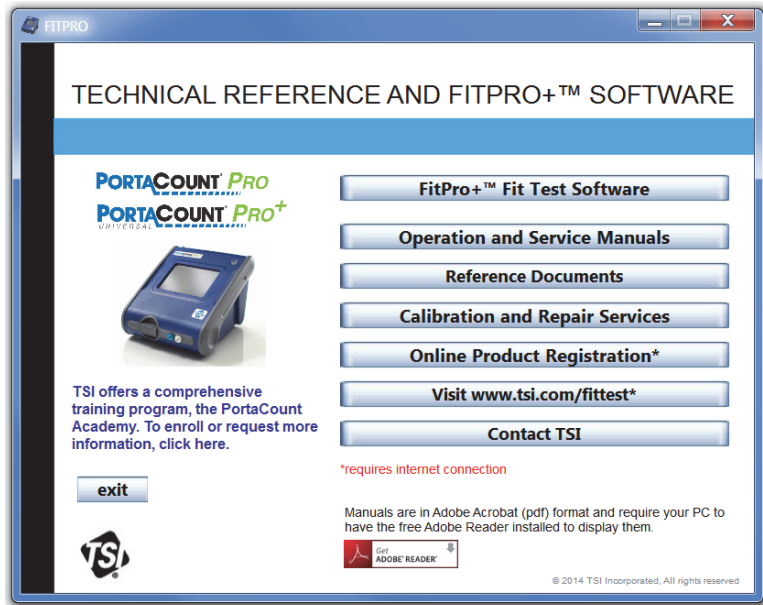 FITPRO
TECHNICAL REFERENCE AND FITPRO+™ SOFTWARE
PORTACOUNT® PRO
PORTACOUNT® PRO+
UNIVERSAL
FitPro+™ Fit Test Software
Operation and Service Manuals
Reference Documents
Calibration and Repair Services
Online Product Registration*
Visit www.tsi.com/fittest*
Contact TSI
TSI offers a comprehensive
training program, the PortaCount
Academy. To enroll or request more
information, click here.
*requires internet connection
exit
Manuals are in Adobe Acrobat (pdf) format and require your PC to
have the free Adobe Reader installed to display them.
Get
ADOBE® READER®
TSI®
© 2014 TSI Incorporated, All rights reserved